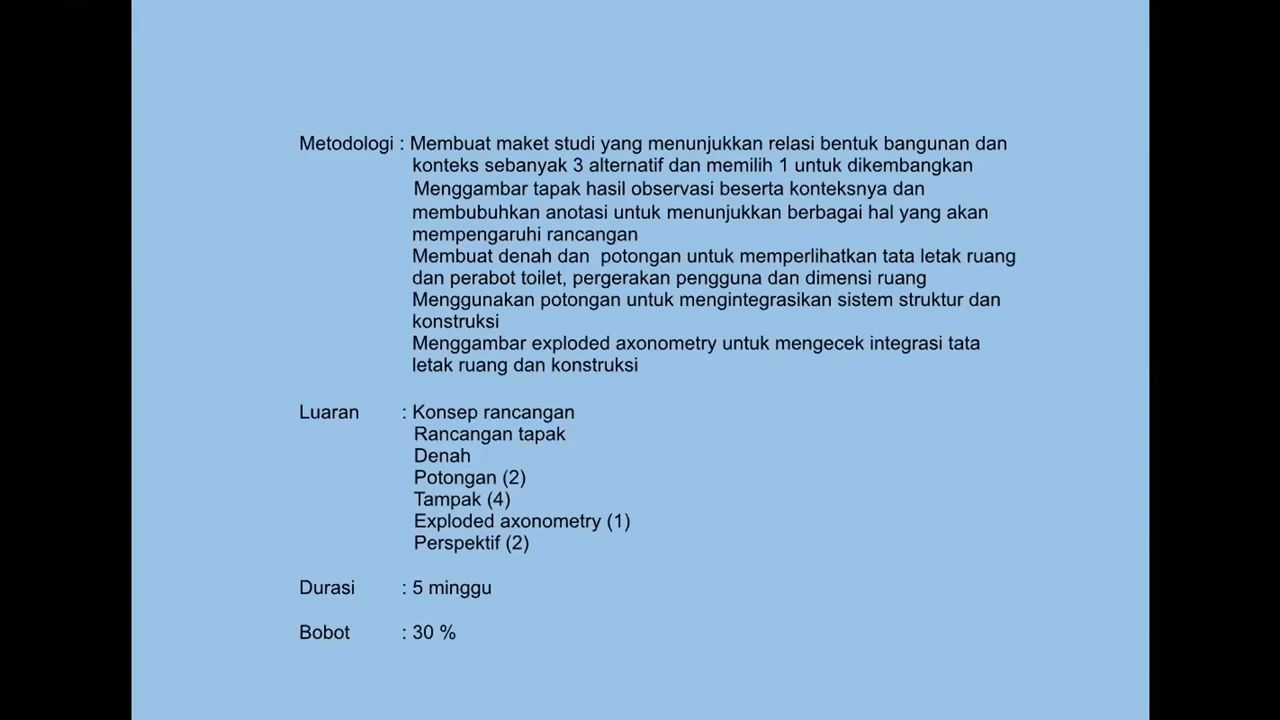 Metodologi : Membuat maket studi yang menunjukkan relasi bentuk bangunan dan
konteks sebanyak 3 alternatif dan memilih 1 untuk dikembangkan
Menggambar tapak hasil observasi beserta konteksnya dan
membubuhkan anotasi untuk menunjukkan berbagai hal yang akan
mempengaruhi rancangan
Membuat denah dan  potongan untuk memperlihatkan tata letak ruang
dan perabot toilet, pergerakan pengguna dan dimensi ruang
Menggunakan potongan untuk mengintegrasikan sistem struktur dan
konstruksi
Menggambar exploded axonometry untuk mengecek integrasi tata
letak ruang dan konstruksi
Luaran : Konsep rancangan
Rancangan tapak
Denah
Potongan (2)
Tampak (4)
Exploded axonometry (1)
Perspektif (2)
Durasi : 5 minggu
Bobot : 30 %